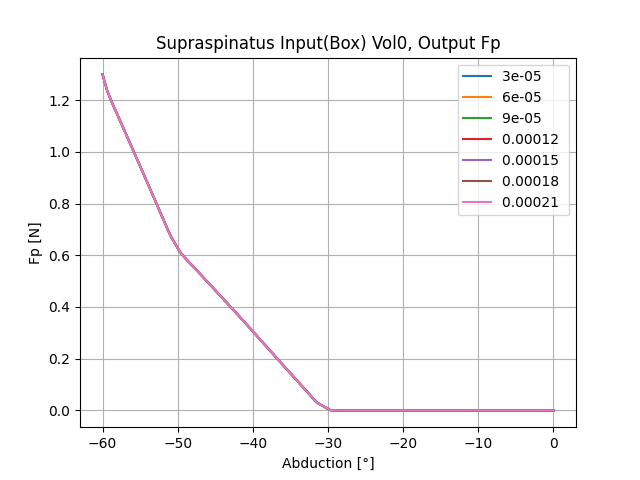 Supraspinatus Input(Box) Vol0, Output Fp
3e-05
6e-05
9e-05
0.00012
0.00015
0.00018
0.00021
1.2
1.0
0.8
0.6
0.4
0.2
0.0
Fp [N]
−60 −50 −40 −30 −20 −10 0
Abduction [°]